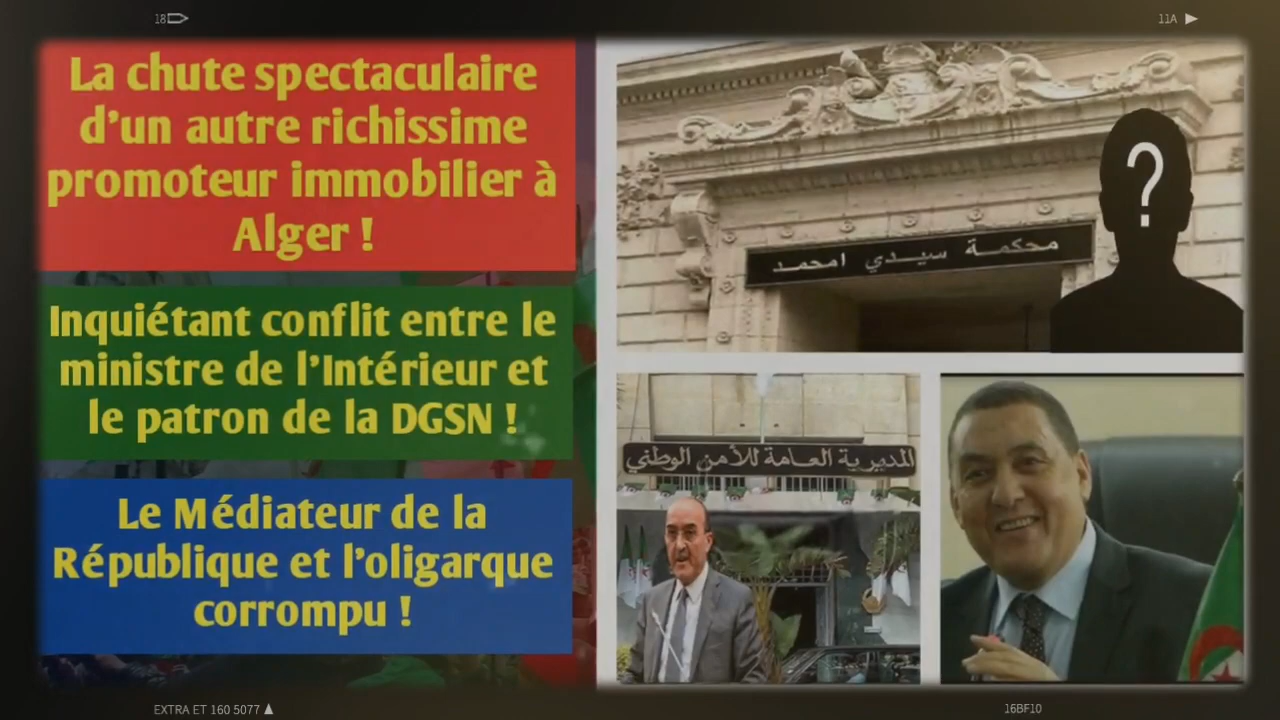 18
11A
La chute spectaculaire
d'un autre richissime
promoteur immobilier à
Alger !
Inquiétant conflit entre le
ministre de l'Intérieur et
le patron de la DGSN !
Le Médiateur de la
République et l'oligarque
corrompu !
محكمة سيدي امحمد
?
المديرية العامة للأمن الوطني
EXTRA ET 160 5077
16BF10